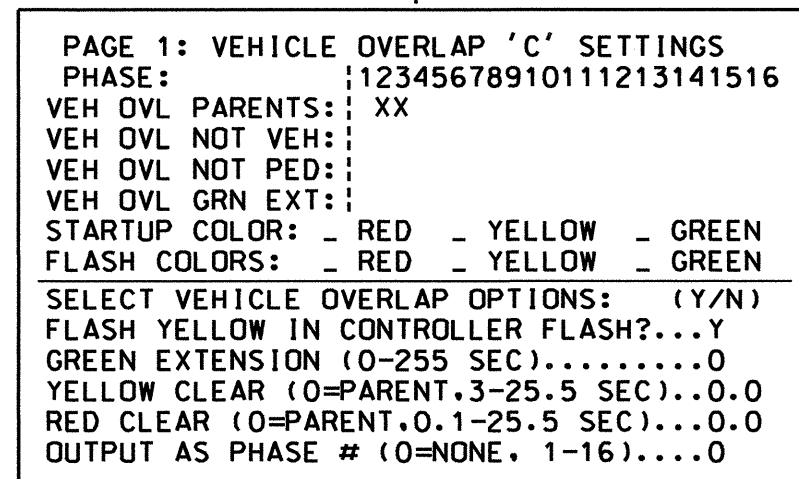 PAGE 1: VEHICLE OVERLAP 'C' SETTINGS
PHASE: ¦12345678910111213141516
VEH OVL PARENTS:¦ XX
VEH OVL NOT VEH:¦
VEH OVL NOT PED:¦
VEH OVL GRN EXT:¦
STARTUP COLOR: _ RED _ YELLOW _ GREEN
FLASH COLORS: _ RED _ YELLOW _ GREEN
SELECT VEHICLE OVERLAP OPTIONS: (Y/N)
FLASH YELLOW IN CONTROLLER FLASH?...Y
GREEN EXTENSION (0-255 SEC).........0
YELLOW CLEAR (0=PARENT,3-25.5 SEC)..0.0
RED CLEAR (0=PARENT,0.1-25.5 SEC)...0.0
OUTPUT AS PHASE # (0=NONE, 1-16)....0